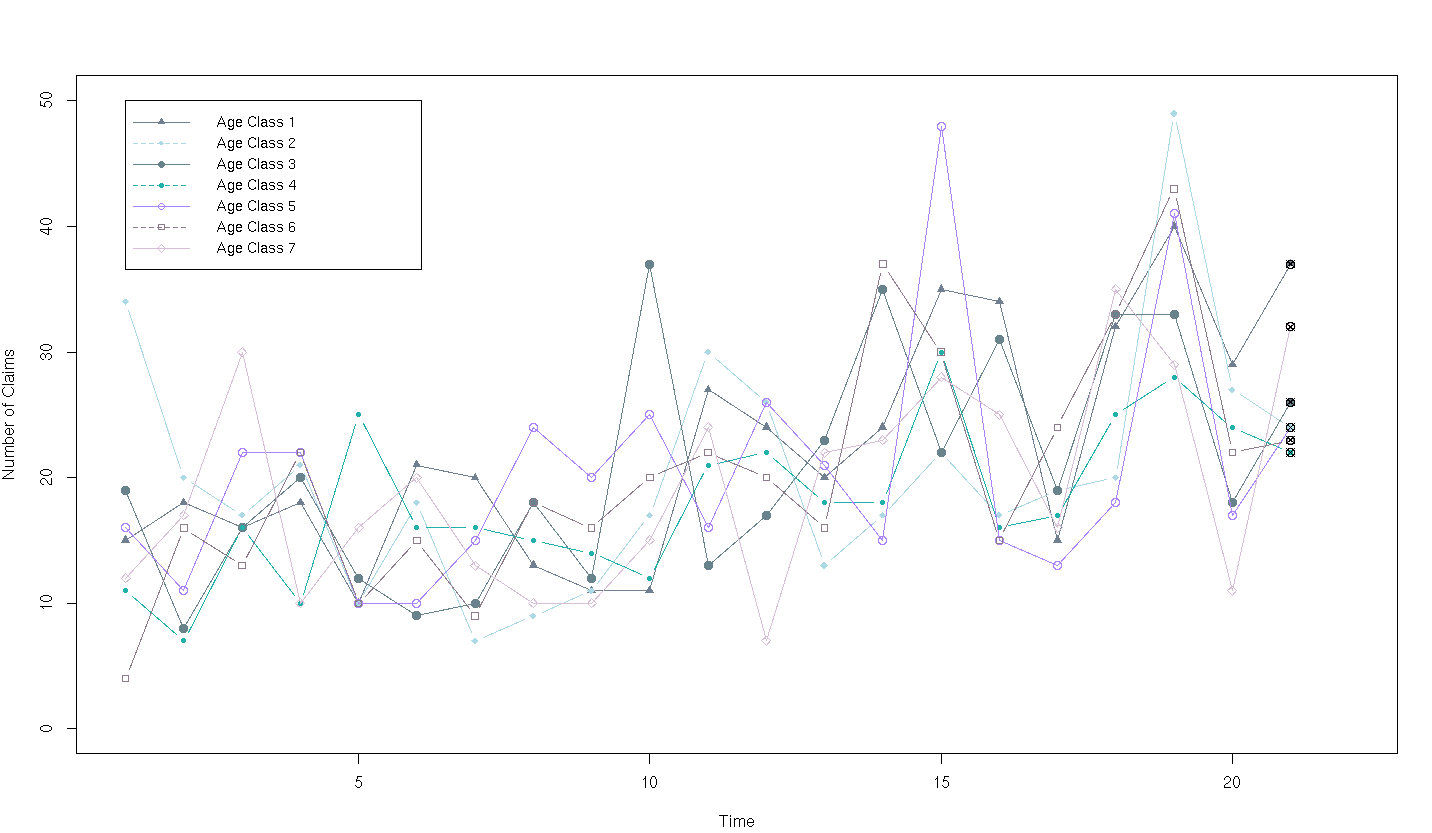 50
40
30
20
10
0
Number of Claims
Age Class 1
Age Class 2
Age Class 3
Age Class 4
Age Class 5
Age Class 6
Age Class 7
5 10 15 20
Time